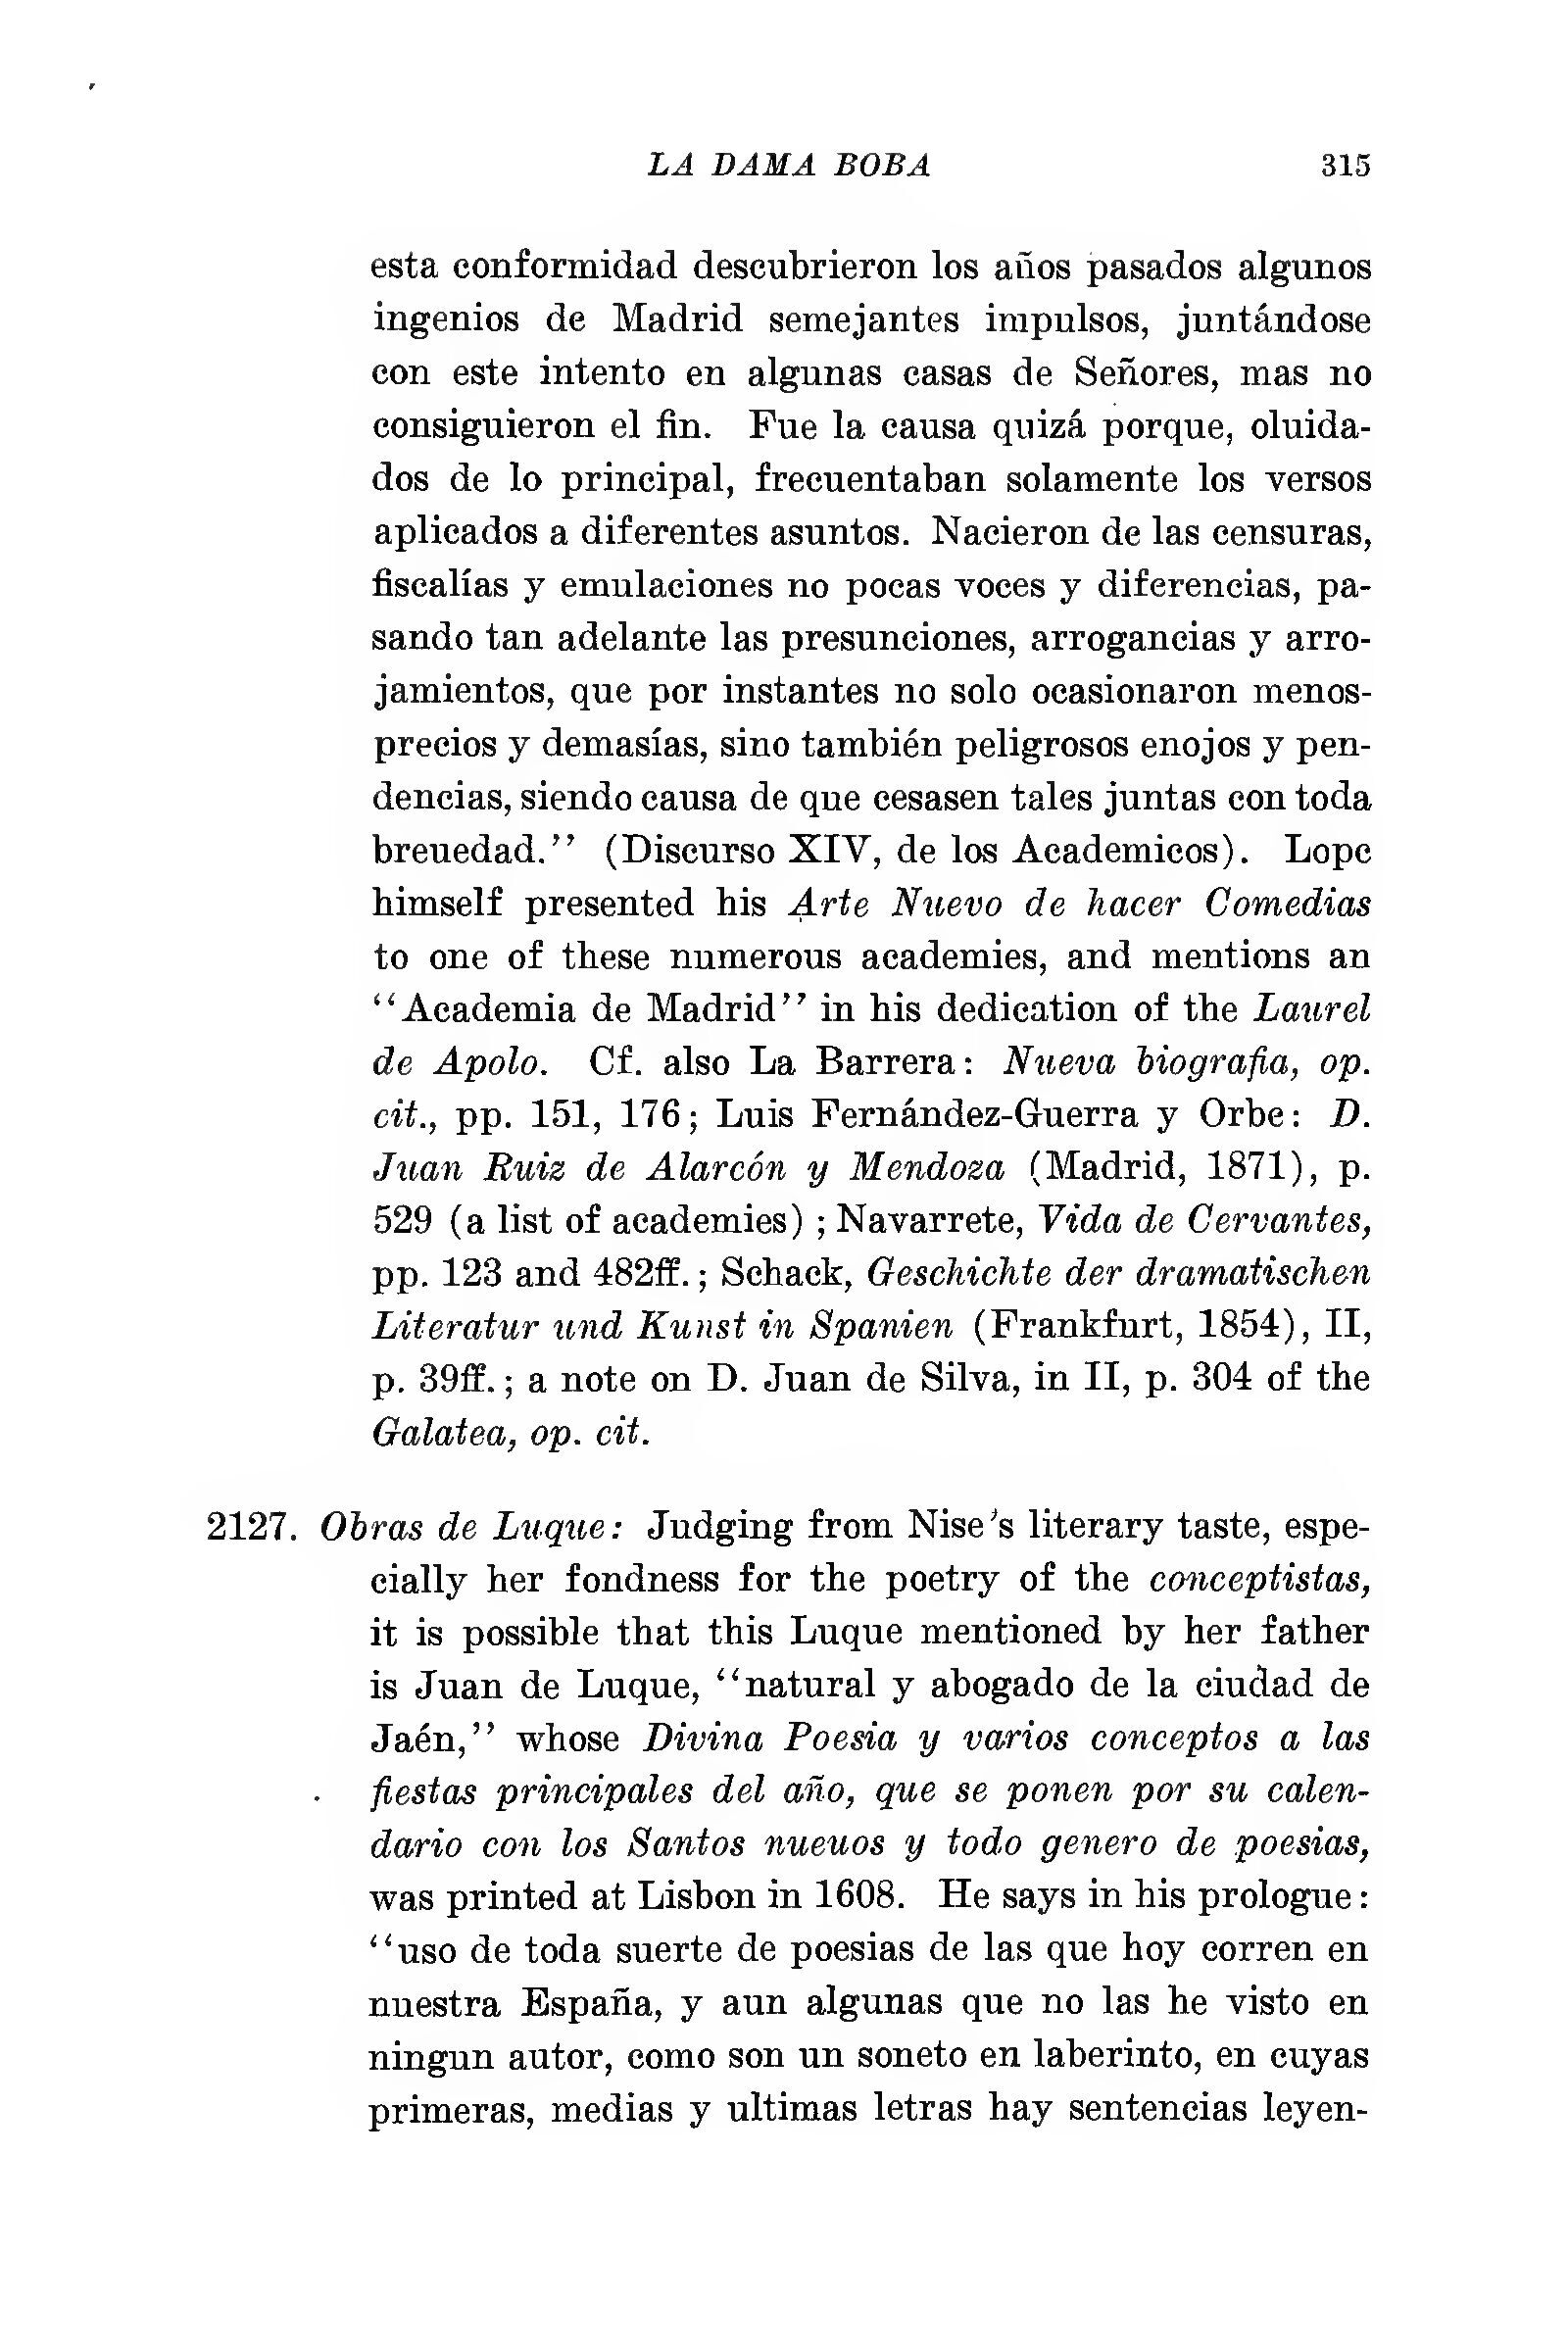 LA DAMA BOBA 315
esta conformidad descubrieron los años pasados algunos
ingenios de Madrid semejantes impulsos, juntándose
con este intento en algunas casas de Señores, mas no
consiguieron el fin. Fue la causa quizá porque, oluida-
dos de lo principal, frecuentaban solamente los versos
aplicados a diferentes asuntos. Nacieron de las censuras,
fiscalías y emulaciones no pocas voces y diferencias, pa-
sando tan adelante las presunciones, arrogancias y arro-
jamientos, que por instantes no solo ocasionaron menos-
precios y demasías, sino también peligrosos enojos y pen-
dencias, siendo causa de que cesasen tales juntas con toda
breuedad.'' (Discurso XIV, de los Academicos). Lope
himself presented his Arte Nuevo de hacer Comedias
to one of these numerous academies, and mentions an
''Academia de Madrid'' in his dedication of the Laurel
de Apolo. Cf. also La Barrera: Nueva biografia, op.
cit., pp. 151, 176; Luis Fernández-Guerra y Orbe: D.
Juan Ruiz de Alarcón y Mendoza (Madrid, 1871), p.
529 (a list of academies) ; Navarrete, Vida de Cervantes,
pp. 123 and 482ff.; Schack, Geschichte der dramatischen
Literatur und Kunst in Spanien (Frankfurt, 1854), II,
p. 39ff.; a note on D. Juan de Silva, in II, p. 304 of the
Galatea, op. cit.
2127. Obras de Luque: Judging from Nise's literary taste, espe-
cially her fondness for the poetry of the conceptistas,
it is possible that this Luque mentioned by her father
is Juan de Luque, ''natural y abogado de la ciudad de
Jaén,'' whose Divina Poesia y varios conceptos a las
fiestas principales del año, que se ponen por su calen-
dario con los Santos nueuos y todo genero de poesias,
was printed at Lisbon in 1608. He says in his prologue:
''uso de toda suerte de poesias de las que hoy corren en
nuestra España, y aun algunas que no las he visto en
ningun autor, como son un soneto en laberinto, en cuyas
primeras, medias y ultimas letras hay sentencias leyen-